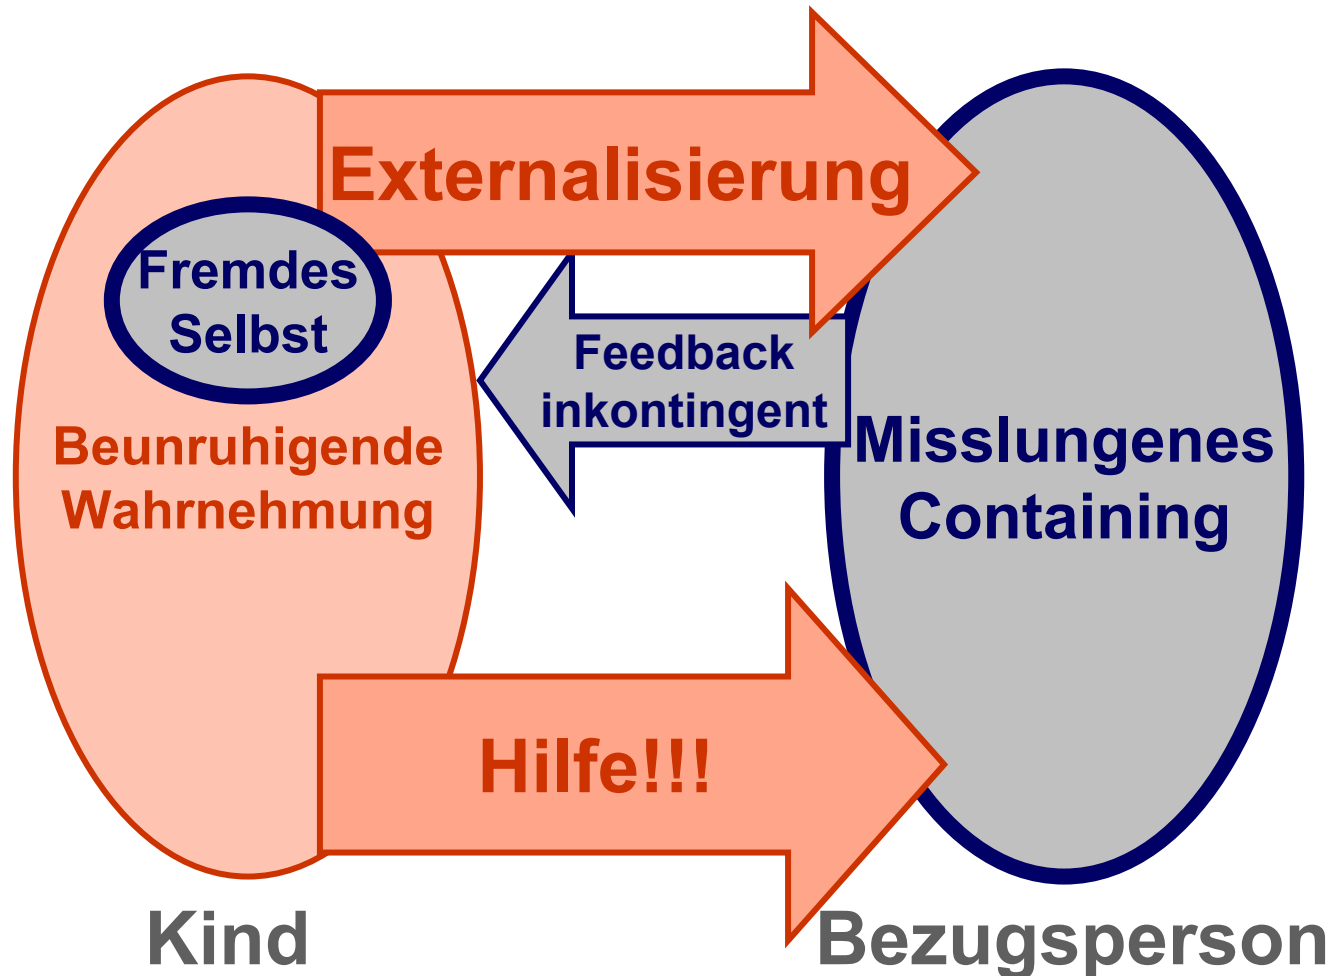 Externalisierung
Fremdes
Selbst
Feedback
inkontingent
Beunruhigende
Wahrnehmung
Misslungenes
Containing
Hilfe!!!
Kind
Bezugsperson